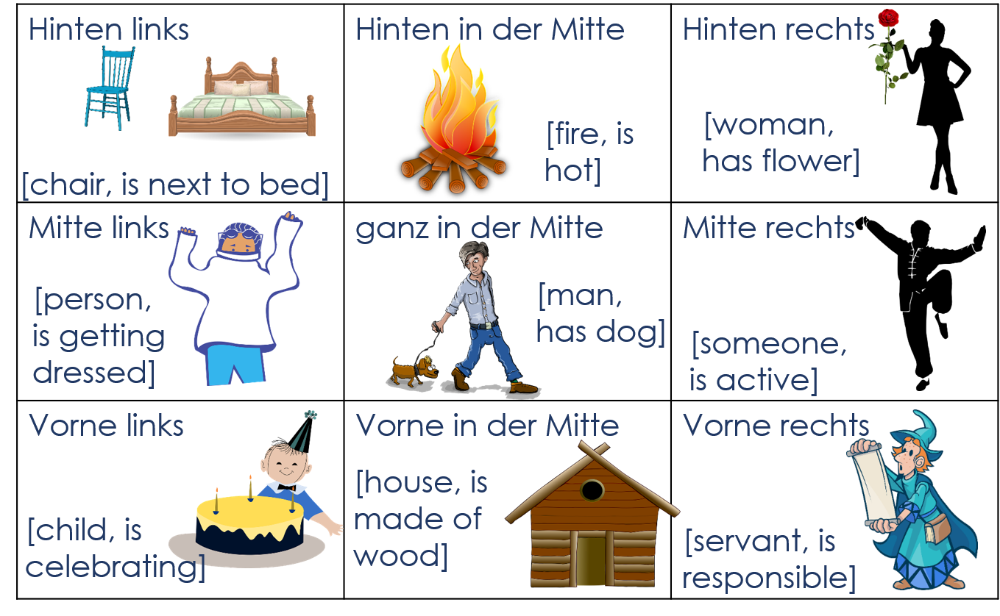 Hinten links
[chair, is next to bed]
Hinten in der Mitte
[fire, is
hot]
Hinten rechts
[woman,
has flower]
Mitte links
[person,
is getting
dressed]
ganz in der Mitte
[man,
has dog]
Mitte rechts
[someone,
is active]
Vorne links
[child, is
celebrating]
Vorne in der Mitte
[house, is
made of
wood]
Vorne rechts
[servant, is
responsible]